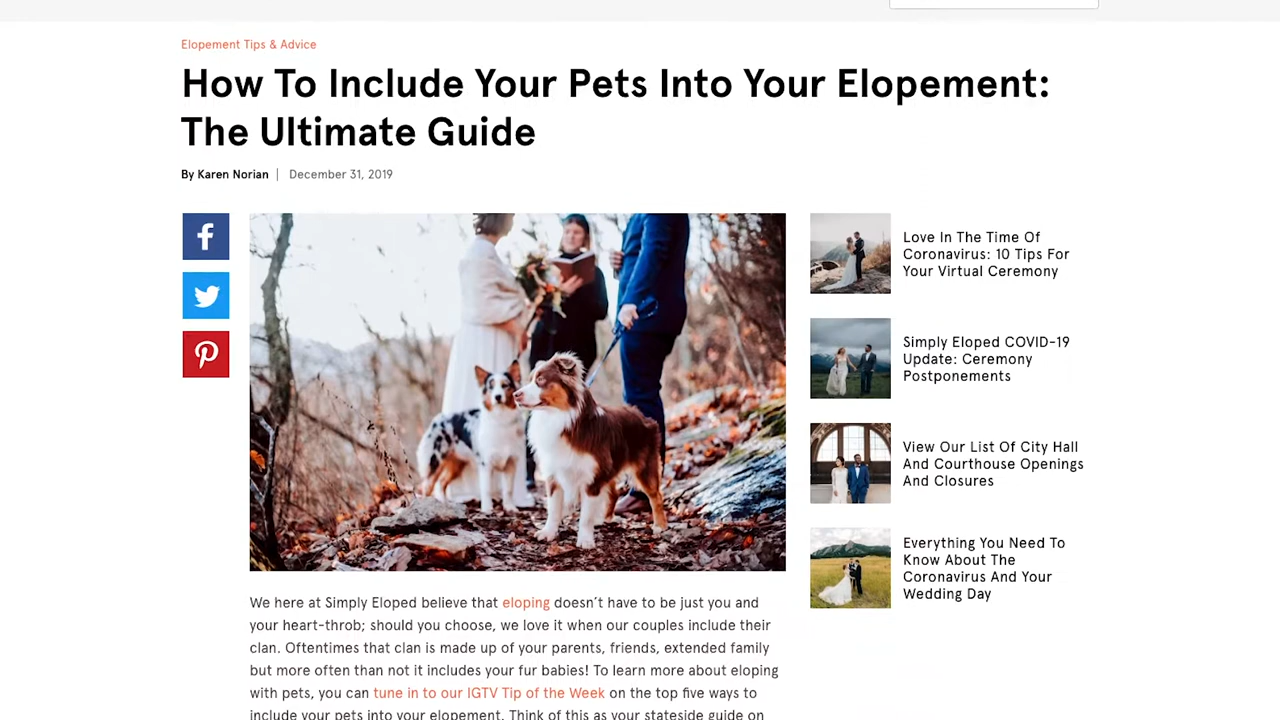 Elopement Tips & Advice
How To Include Your Pets Into Your Elopement:
The Ultimate Guide
By Karen Norian | December 31, 2019
Love In The Time Of
Coronavirus: 10 Tips For
Your Virtual Ceremony
Simply Eloped COVID-19
Update: Ceremony
Postponements
View Our List Of City Hall
And Courthouse Openings
And Closures
Everything You Need To
Know About The
Coronavirus And Your
Wedding Day
We here at Simply Eloped believe that eloping doesn’t have to be just you and
your heart-throb; should you choose, we love it when our couples include their
clan. Oftentimes that clan is made up of your parents, friends, extended family
but more often than not it includes your fur babies! To learn more about eloping
with pets, you can tune in to our IGTV Tip of the Week on the top five ways to
include your pets into your elopement. Think of this as your stateside guide on